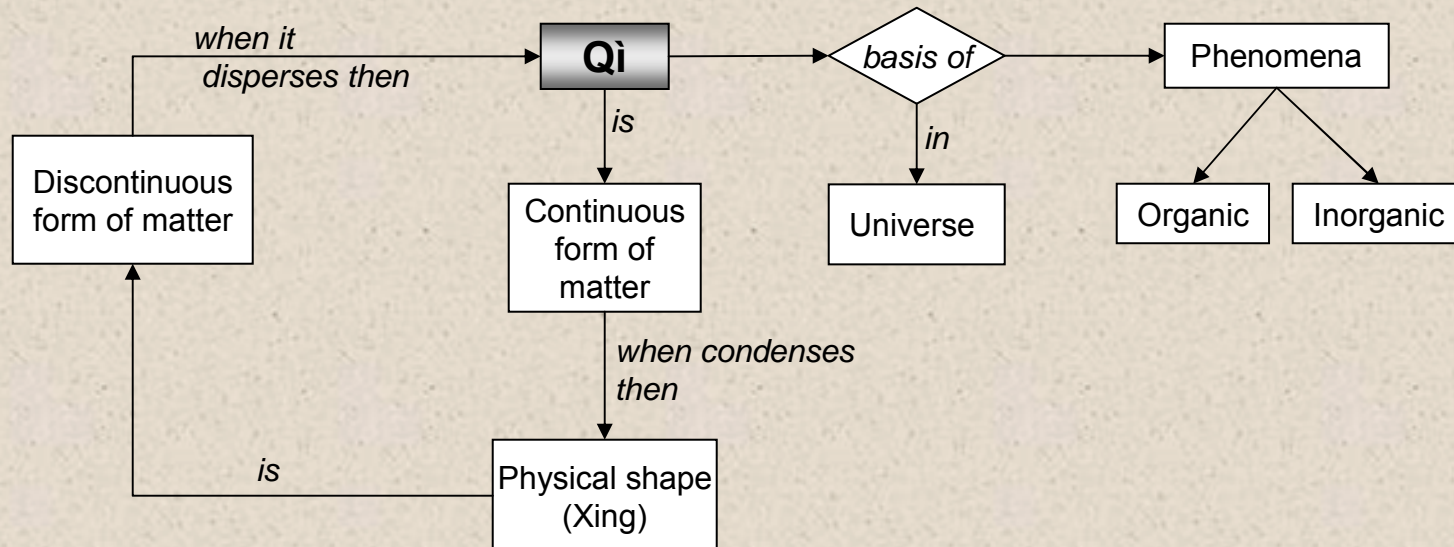 when it
disperses then
Qì
basis of
Phenomena
is
in
Discontinuous
form of matter
Continuous
form of
matter
Universe
Organic
Inorganic
when condenses
then
is
Physical shape
(Xing)